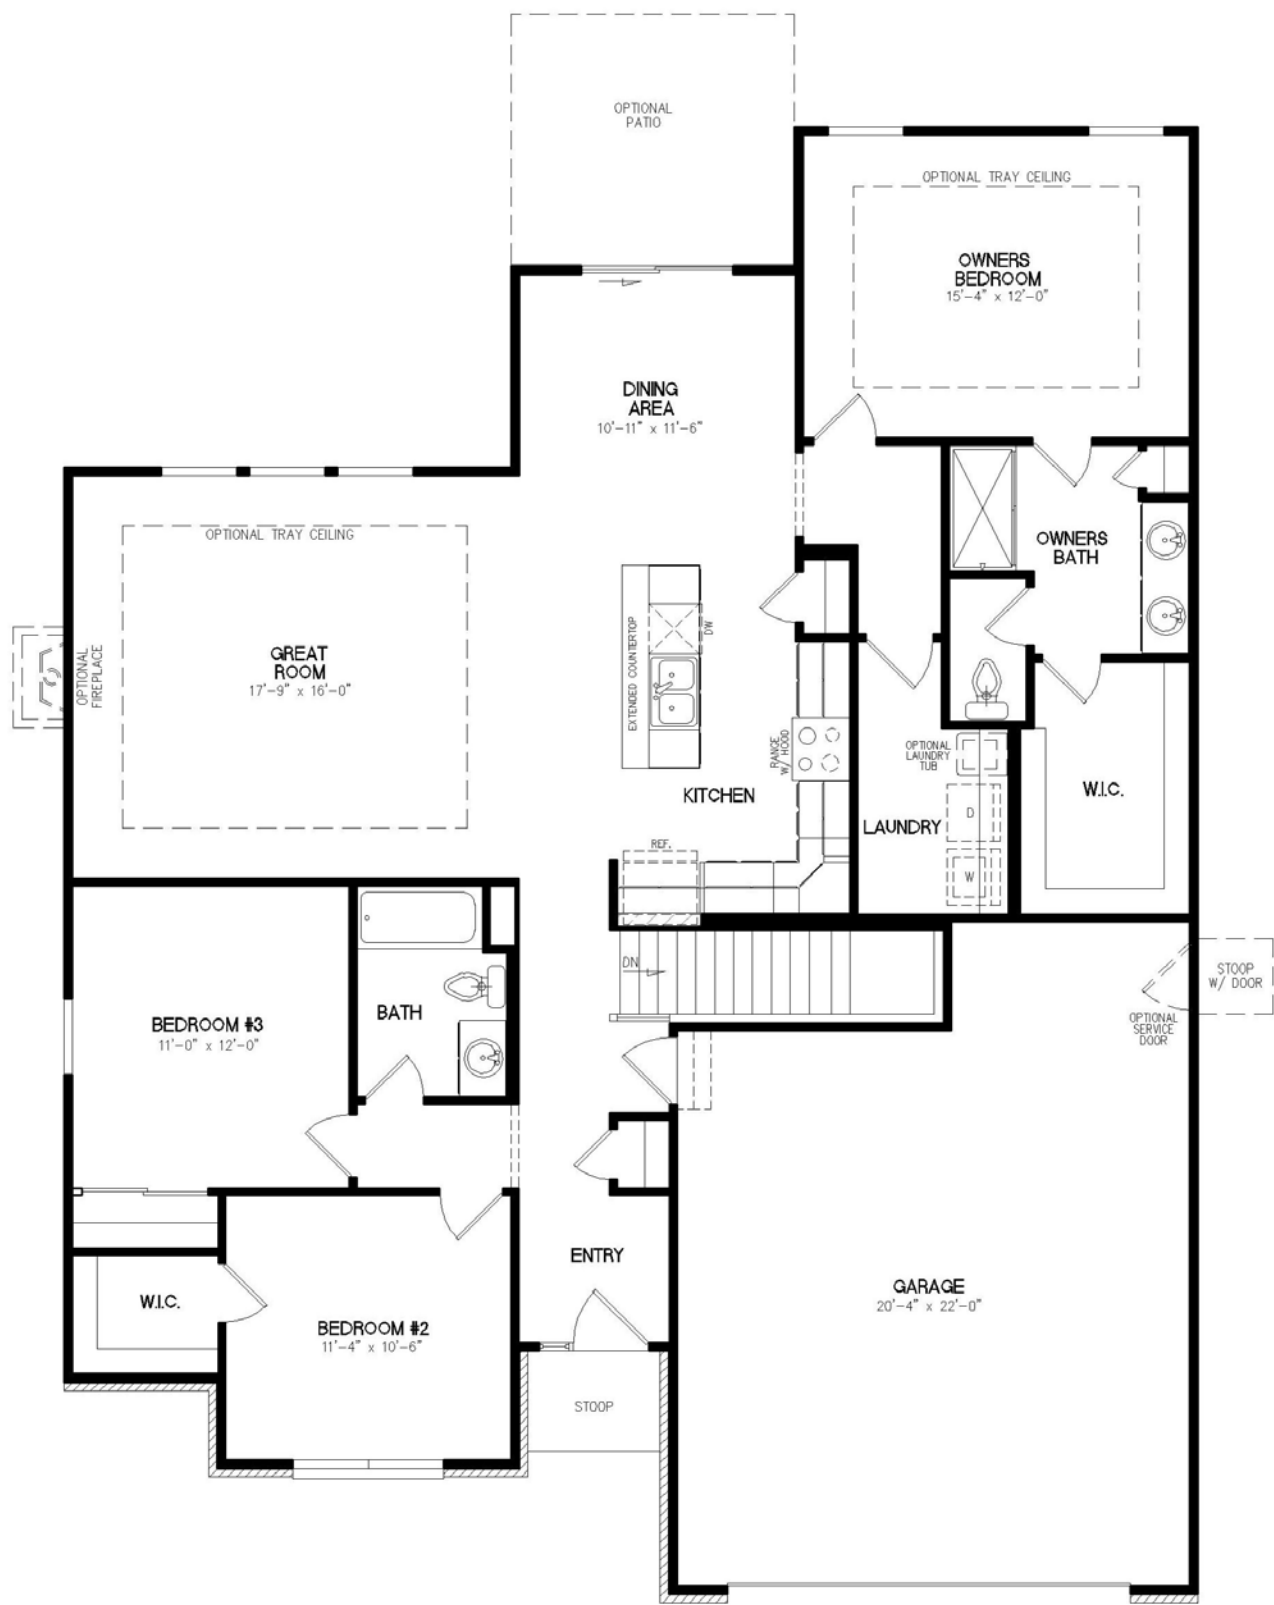 OPTIONAL
PATIO
OPTIONAL TRAY CEILING
OWNERS
BEDROOM
15'-4" x 12'-0"
DINING
AREA
10'-11" x 11'-6"
OPTIONAL TRAY CEILING
OWNERS
BATH
GREAT
ROOM
17'-9" x 16'-0"
OPTIONAL
FIREPLACE
EXTENDED COUNTERTOP
DW
RANGE
W/ HOOD
KITCHEN
REF.
OPTIONAL
LAUNDRY
TUB
D
LAUNDRY
W
W.I.C.
DN
STOOP
W/ DOOR
OPTIONAL
SERVICE
DOOR
BATH
BEDROOM #3
11'-0" x 12'-0"
ENTRY
W.I.C.
BEDROOM #2
11'-4" x 10'-6"
GARAGE
20'-4" x 22'-0"
STOOP